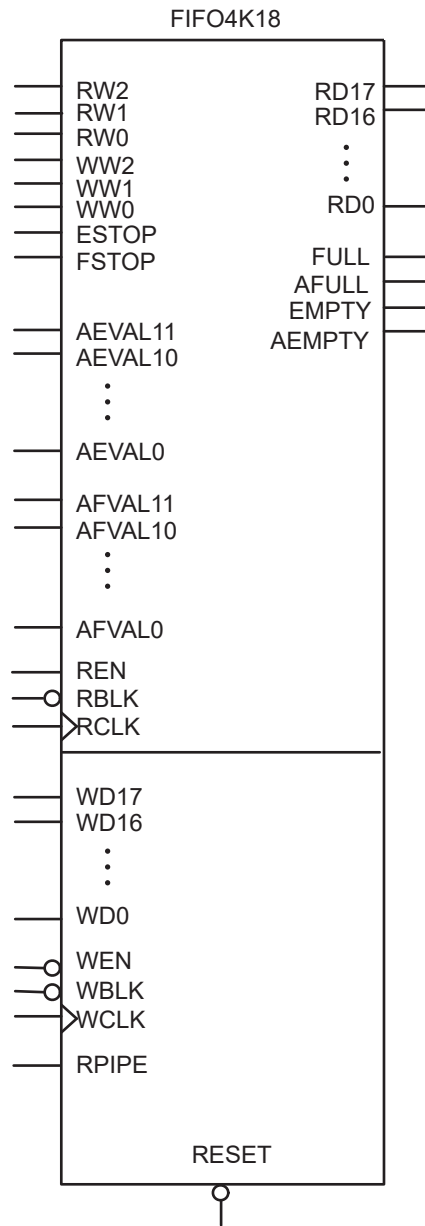 FIFO4K18
RW2
RW1
RW0
WW2
WW1
WW0
ESTOP
FSTOP
AEVAL11
AEVAL10
AEVAL0
AFVAL11
AFVAL10
AFVAL0
REN
RBLK
RCLK
WD17
WD16
WD0
WEN
WBLK
WCLK
RPIPE
RD17
RD16
RD0
FULL
AFULL
EMPTY
AEMPTY
RESET